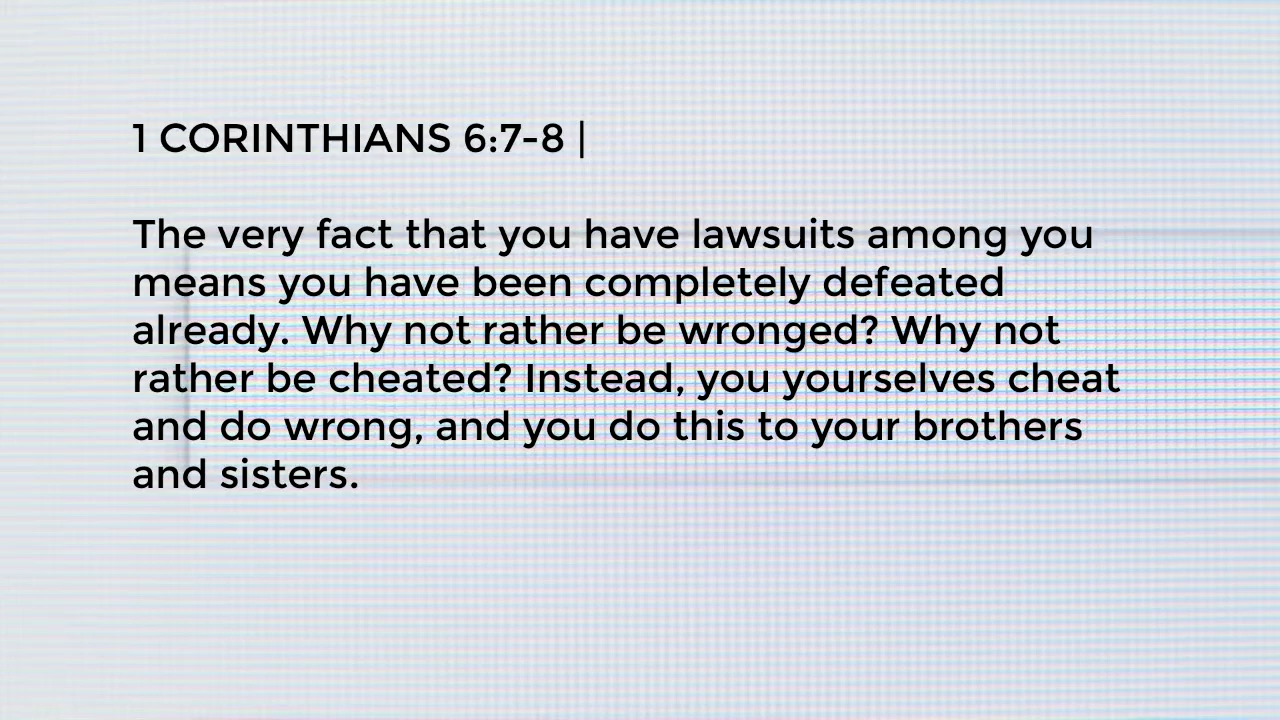 1 CORINTHIANS 6:7-8 |
The very fact that you have lawsuits among you
means you have been completely defeated
already. Why not rather be wronged? Why not
rather be cheated? Instead, you yourselves cheat
and do wrong, and you do this to your brothers
and sisters.